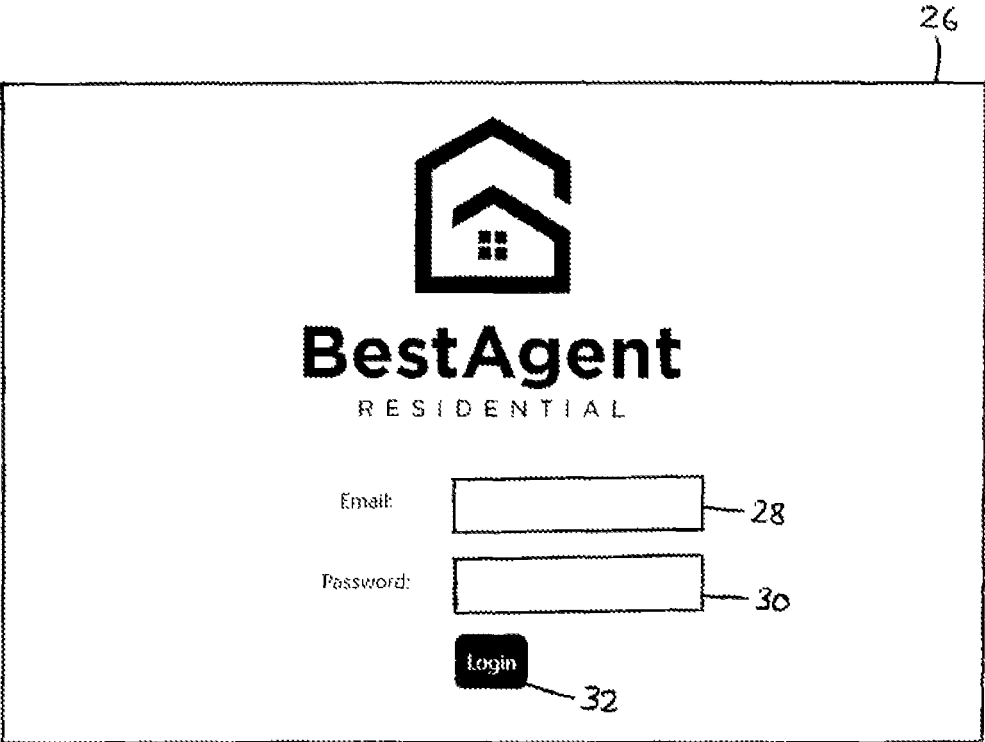 26
BestAgent
RESIDENTIAL
Email: 28
Password: 30
Login
32